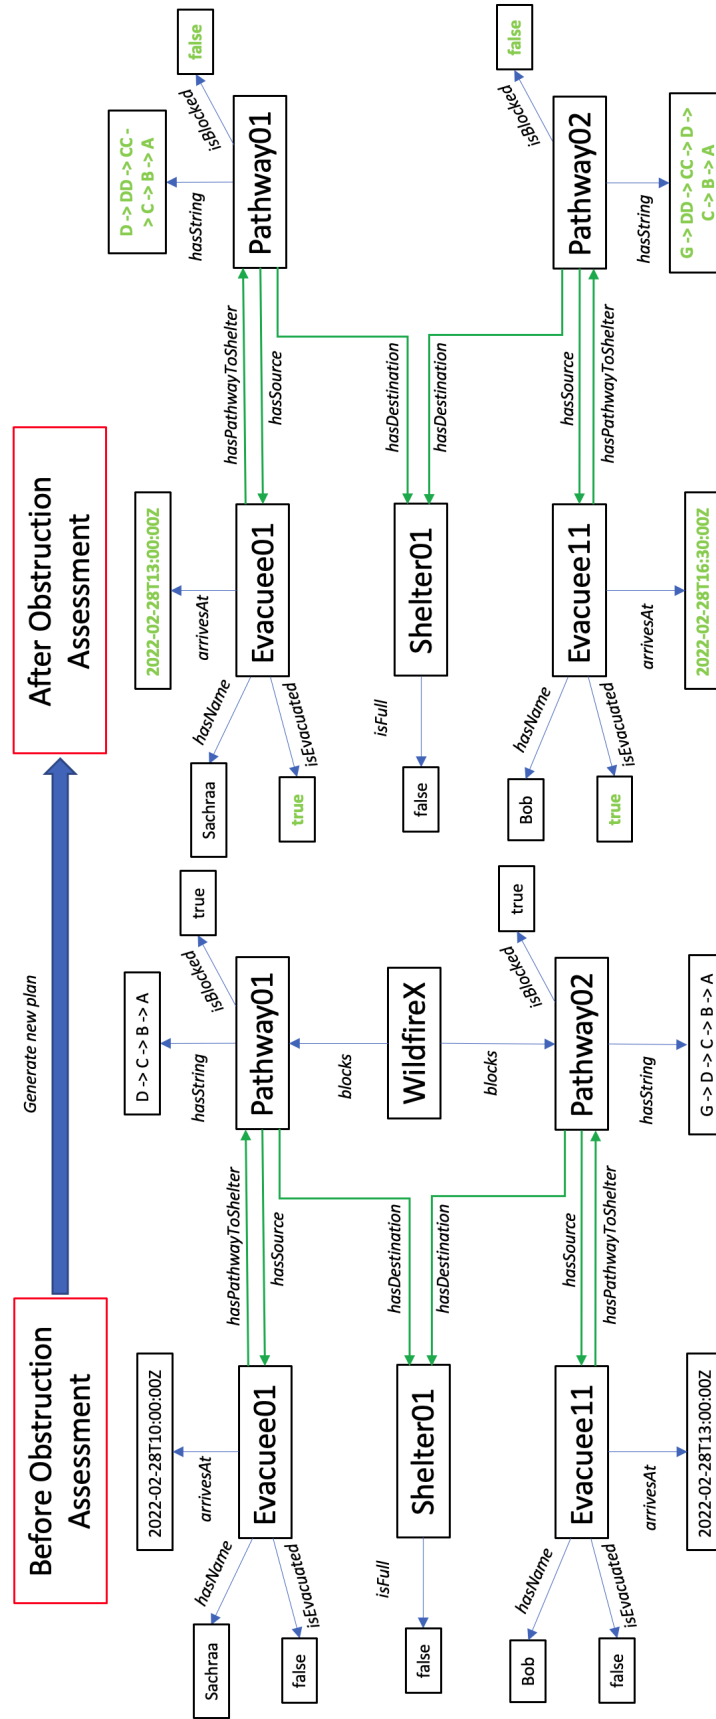 Before Obstruction
Assessment
Generate new plan
After Obstruction
Assessment
2022-02-28T10:00:00Z
arrivesAt
Sachraa
hasName
Evacuee01
false
isEvacuated
hasPathwayToShelter
hasSource
D -> C -> B -> A
hasString
true
isBlocked
Pathway01
hasDestination
blocks
false
isFull
Shelter01
WildfireX
hasDestination
blocks
Bob
hasName
Evacuee11
false
isEvacuated
arrivesAt
2022-02-28T13:00:00Z
hasSource
hasPathwayToShelter
true
isBlocked
Pathway02
hasString
G -> D -> C -> B -> A
2022-02-28T13:00:00Z
arrivesAt
Sachraa
hasName
Evacuee01
true
isEvacuated
hasPathwayToShelter
hasSource
D -> DD -> CC -
> C -> B -> A
hasString
false
isBlocked
Pathway01
hasDestination
false
isFull
Shelter01
hasDestination
Bob
hasName
Evacuee11
true
isEvacuated
arrivesAt
2022-02-28T16:30:00Z
hasSource
hasPathwayToShelter
false
isBlocked
Pathway02
hasString
G -> DD -> CC -> D ->
C -> B -> A